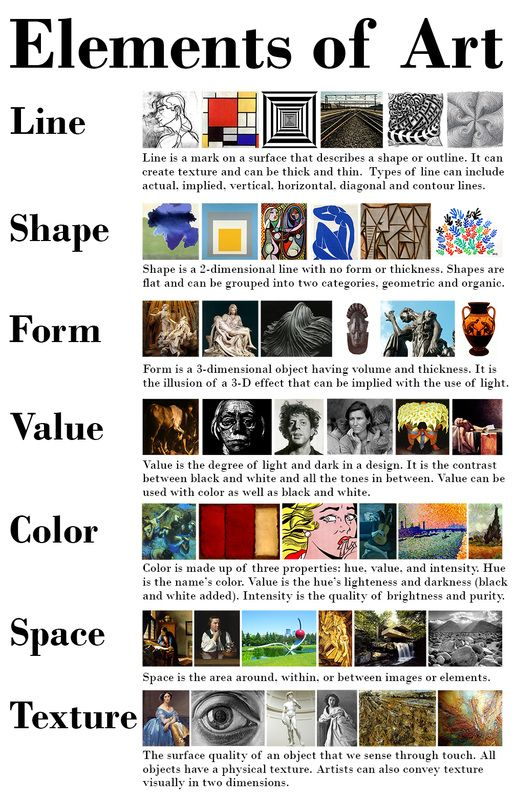 Elements of Art
Line
Line is a mark on a surface that describes a shape or outline. It can
create texture and can be thick and thin. Types of line can include
actual, implied, vertical, horizontal, diagonal and contour lines.
Shape
Shape is a 2-dimensional line with no form or thickness. Shapes are
flat and can be grouped into two categories, geometric and organic.
Form
Form is a 3-dimensional object having volume and thickness. It is
the illusion of a 3-D effect that can be implied with the use of light.
Value
Value is the degree of light and dark in a design. It is the contrast
between black and white and all the tones in between. Value can be
used with color as well as black and white.
Color
Color is made up of three properties: hue, value, and intensity. Hue
is the name's color. Value is the hue's lighteness and darkness (black
and white added). Intensity is the quality of brightness and purity.
Space
Space is the area around, within, or between images or elements.
Texture
The surface quality of an object that we sense through touch. All
objects have a physical texture. Artists can also convey texture
visually in two dimensions.